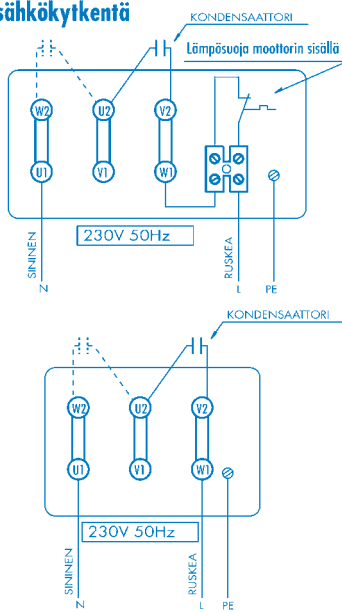 sähkökytkentä
KONDENSAATTORI
Lämpösuoja moottorin sisällä
W2 U2 V2
U1 V1 W1
230V 50Hz
SININEN
RUSKEA
N L PE
KONDENSAATTORI
W2 U2 V2
U1 V1 W1
230V 50Hz
SININEN
RUSKEA
N L PE